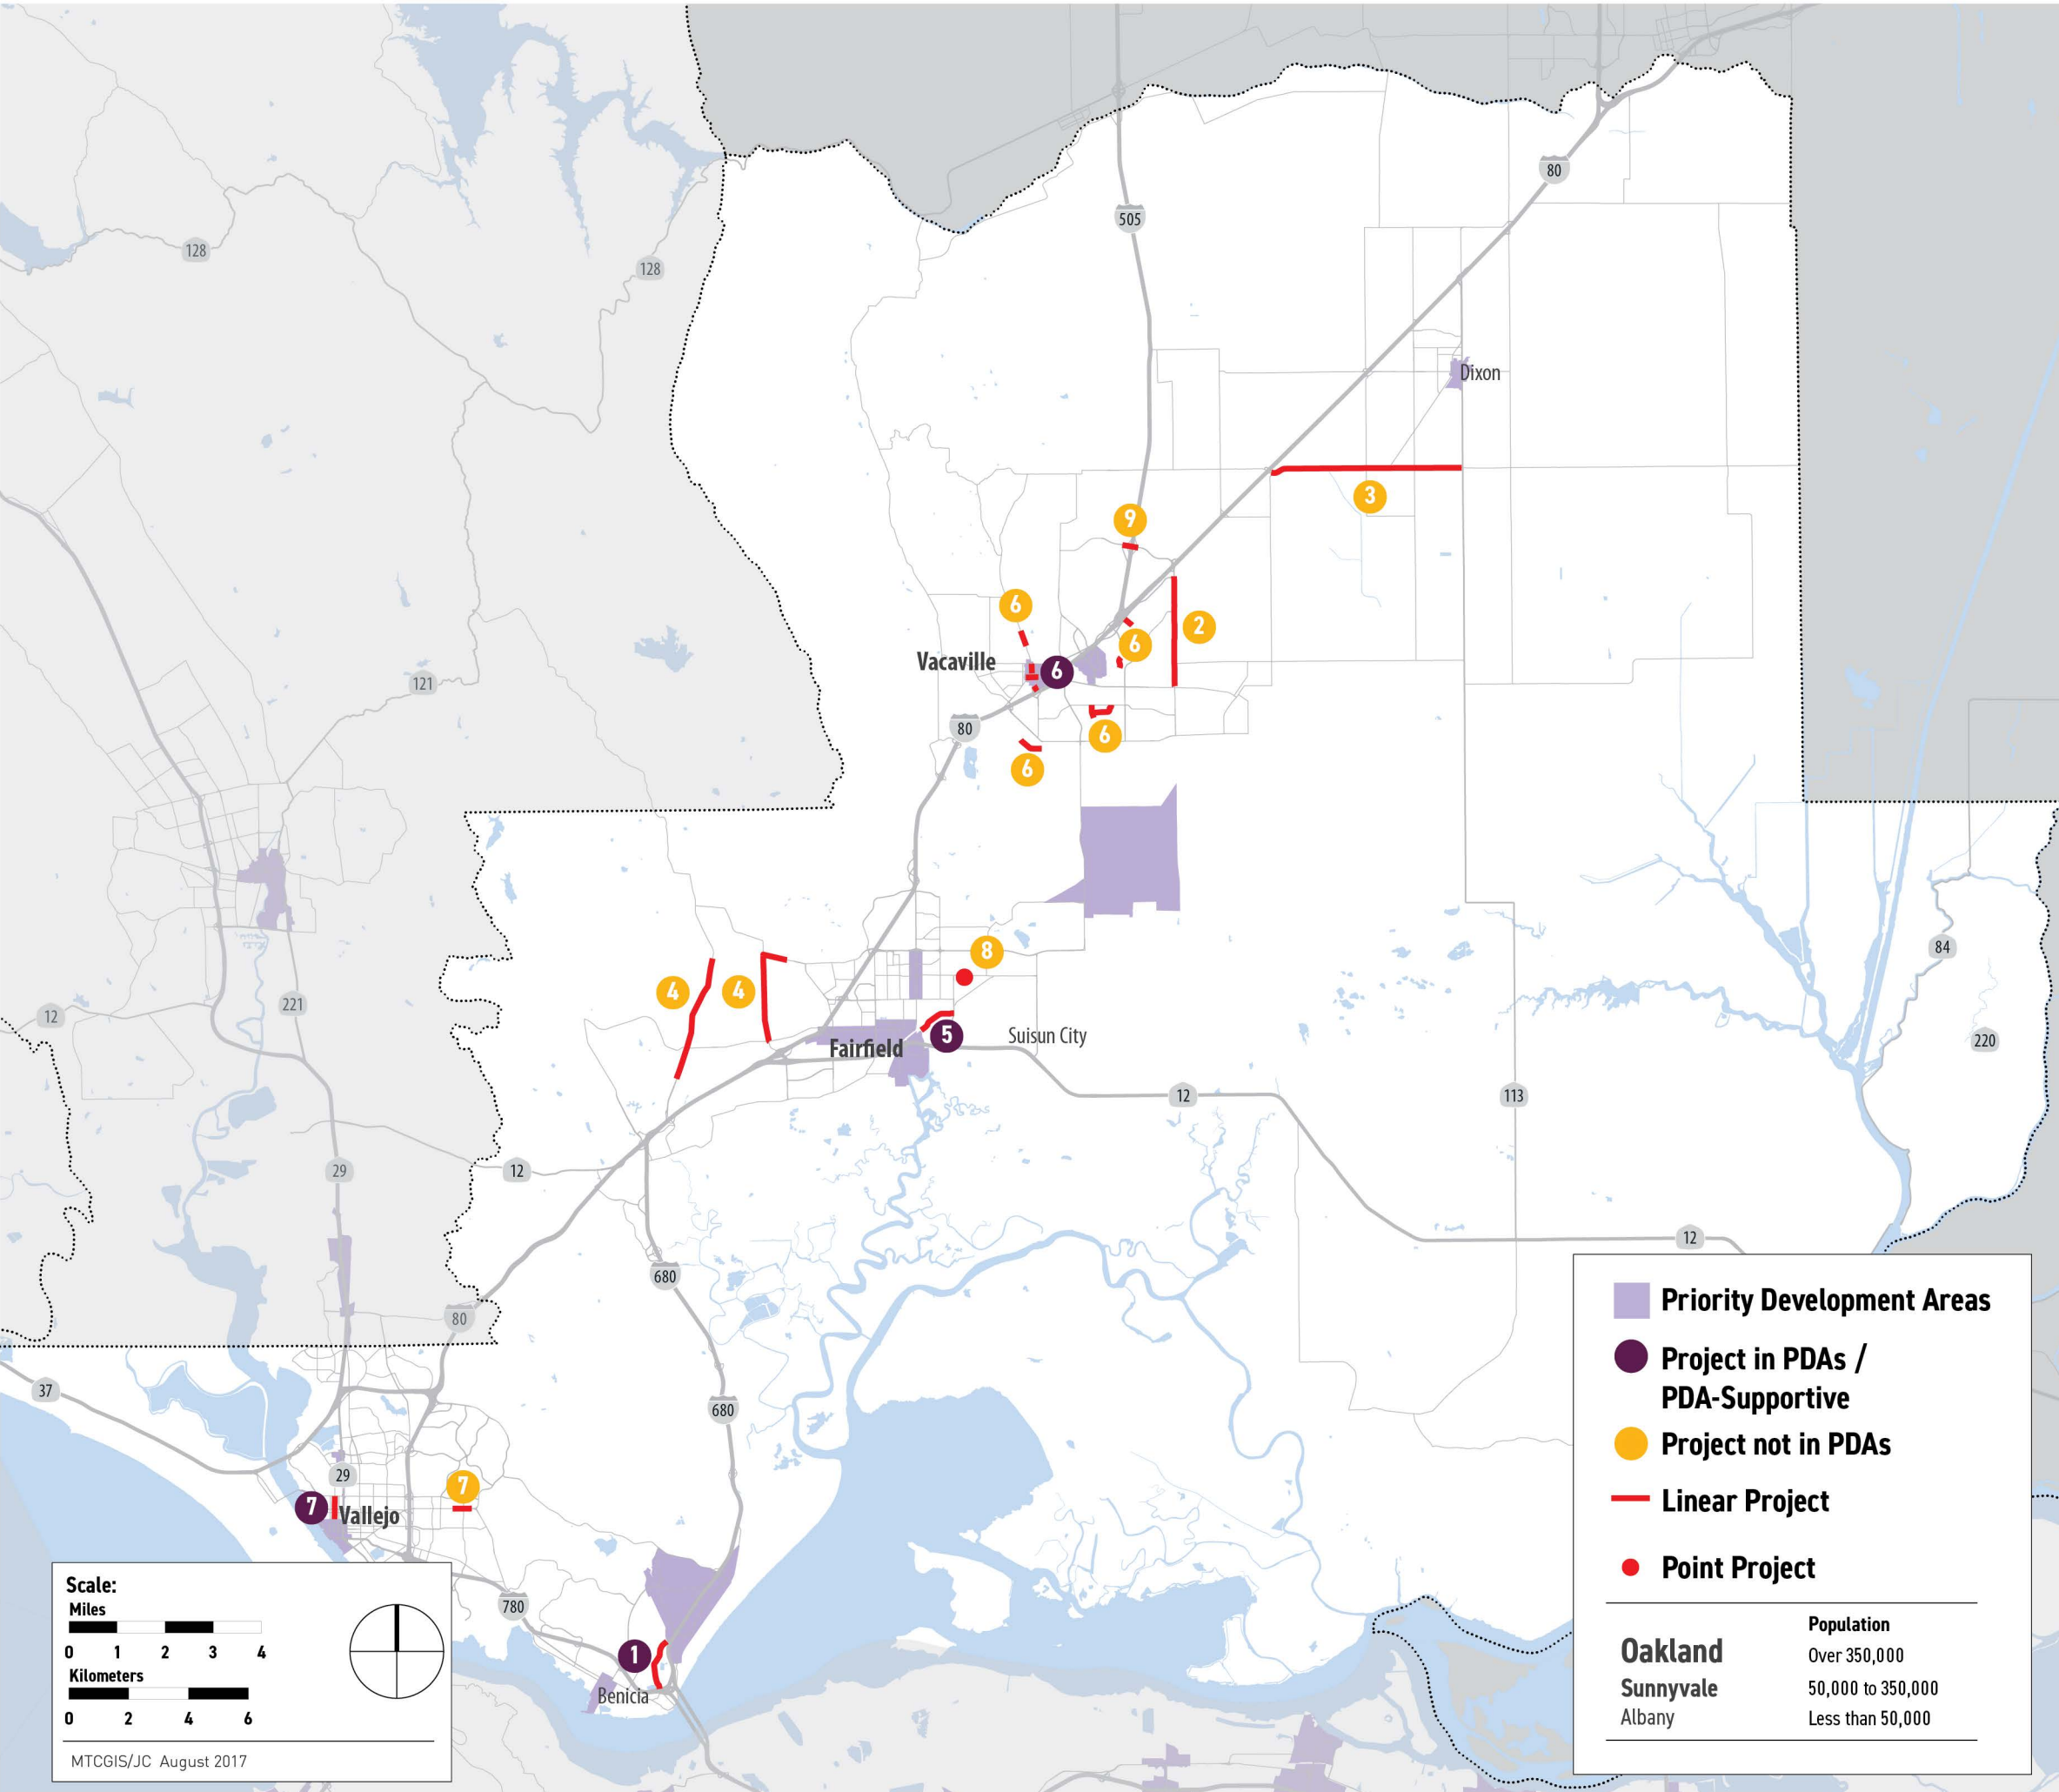 80
505
128
128
Dixon
3
9
6
2
6
Vacaville
6
121
80
6
6
8
84
4
4
221
12
5
Suisun City
220
Fairfield
12
113
29
12
12
680
80
37
680
29
7
7
Vallejo
780
1
Benicia
Scale:
Miles
0 1 2 3 4
Kilometers
0 2 4 6
MTCGIS/JC August 2017
Priority Development Areas
Project in PDAs /
PDA-Supportive
Project not in PDAs
Linear Project
Point Project
Population
Oakland Over 350,000
Sunnyvale 50,000 to 350,000
Albany Less than 50,000